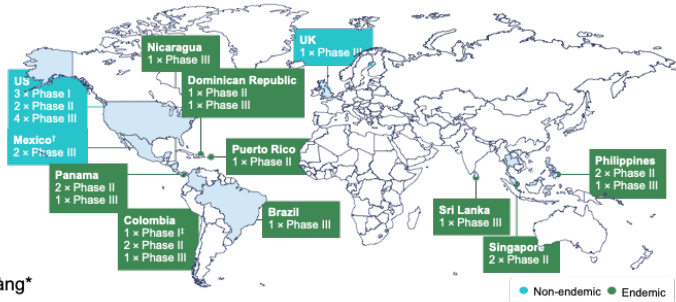 Nicaragua
1 × Phase III
UK
1 × Phase III
US
3 × Phase I
2 × Phase II
4 × Phase III
Dominican Republic
1 × Phase II
1 × Phase III
Mexico†
2 × Phase III
Puerto Rico
1 × Phase II
Panama
2 × Phase II
1 × Phase III
Philippines
2 × Phase II
1 × Phase III
Colombia
1 × Phase I‡
2 × Phase II
1 × Phase III
Brazil
1 × Phase III
Sri Lanka
1 × Phase III
Singapore
2 × Phase II
Non-endemic
Endemic